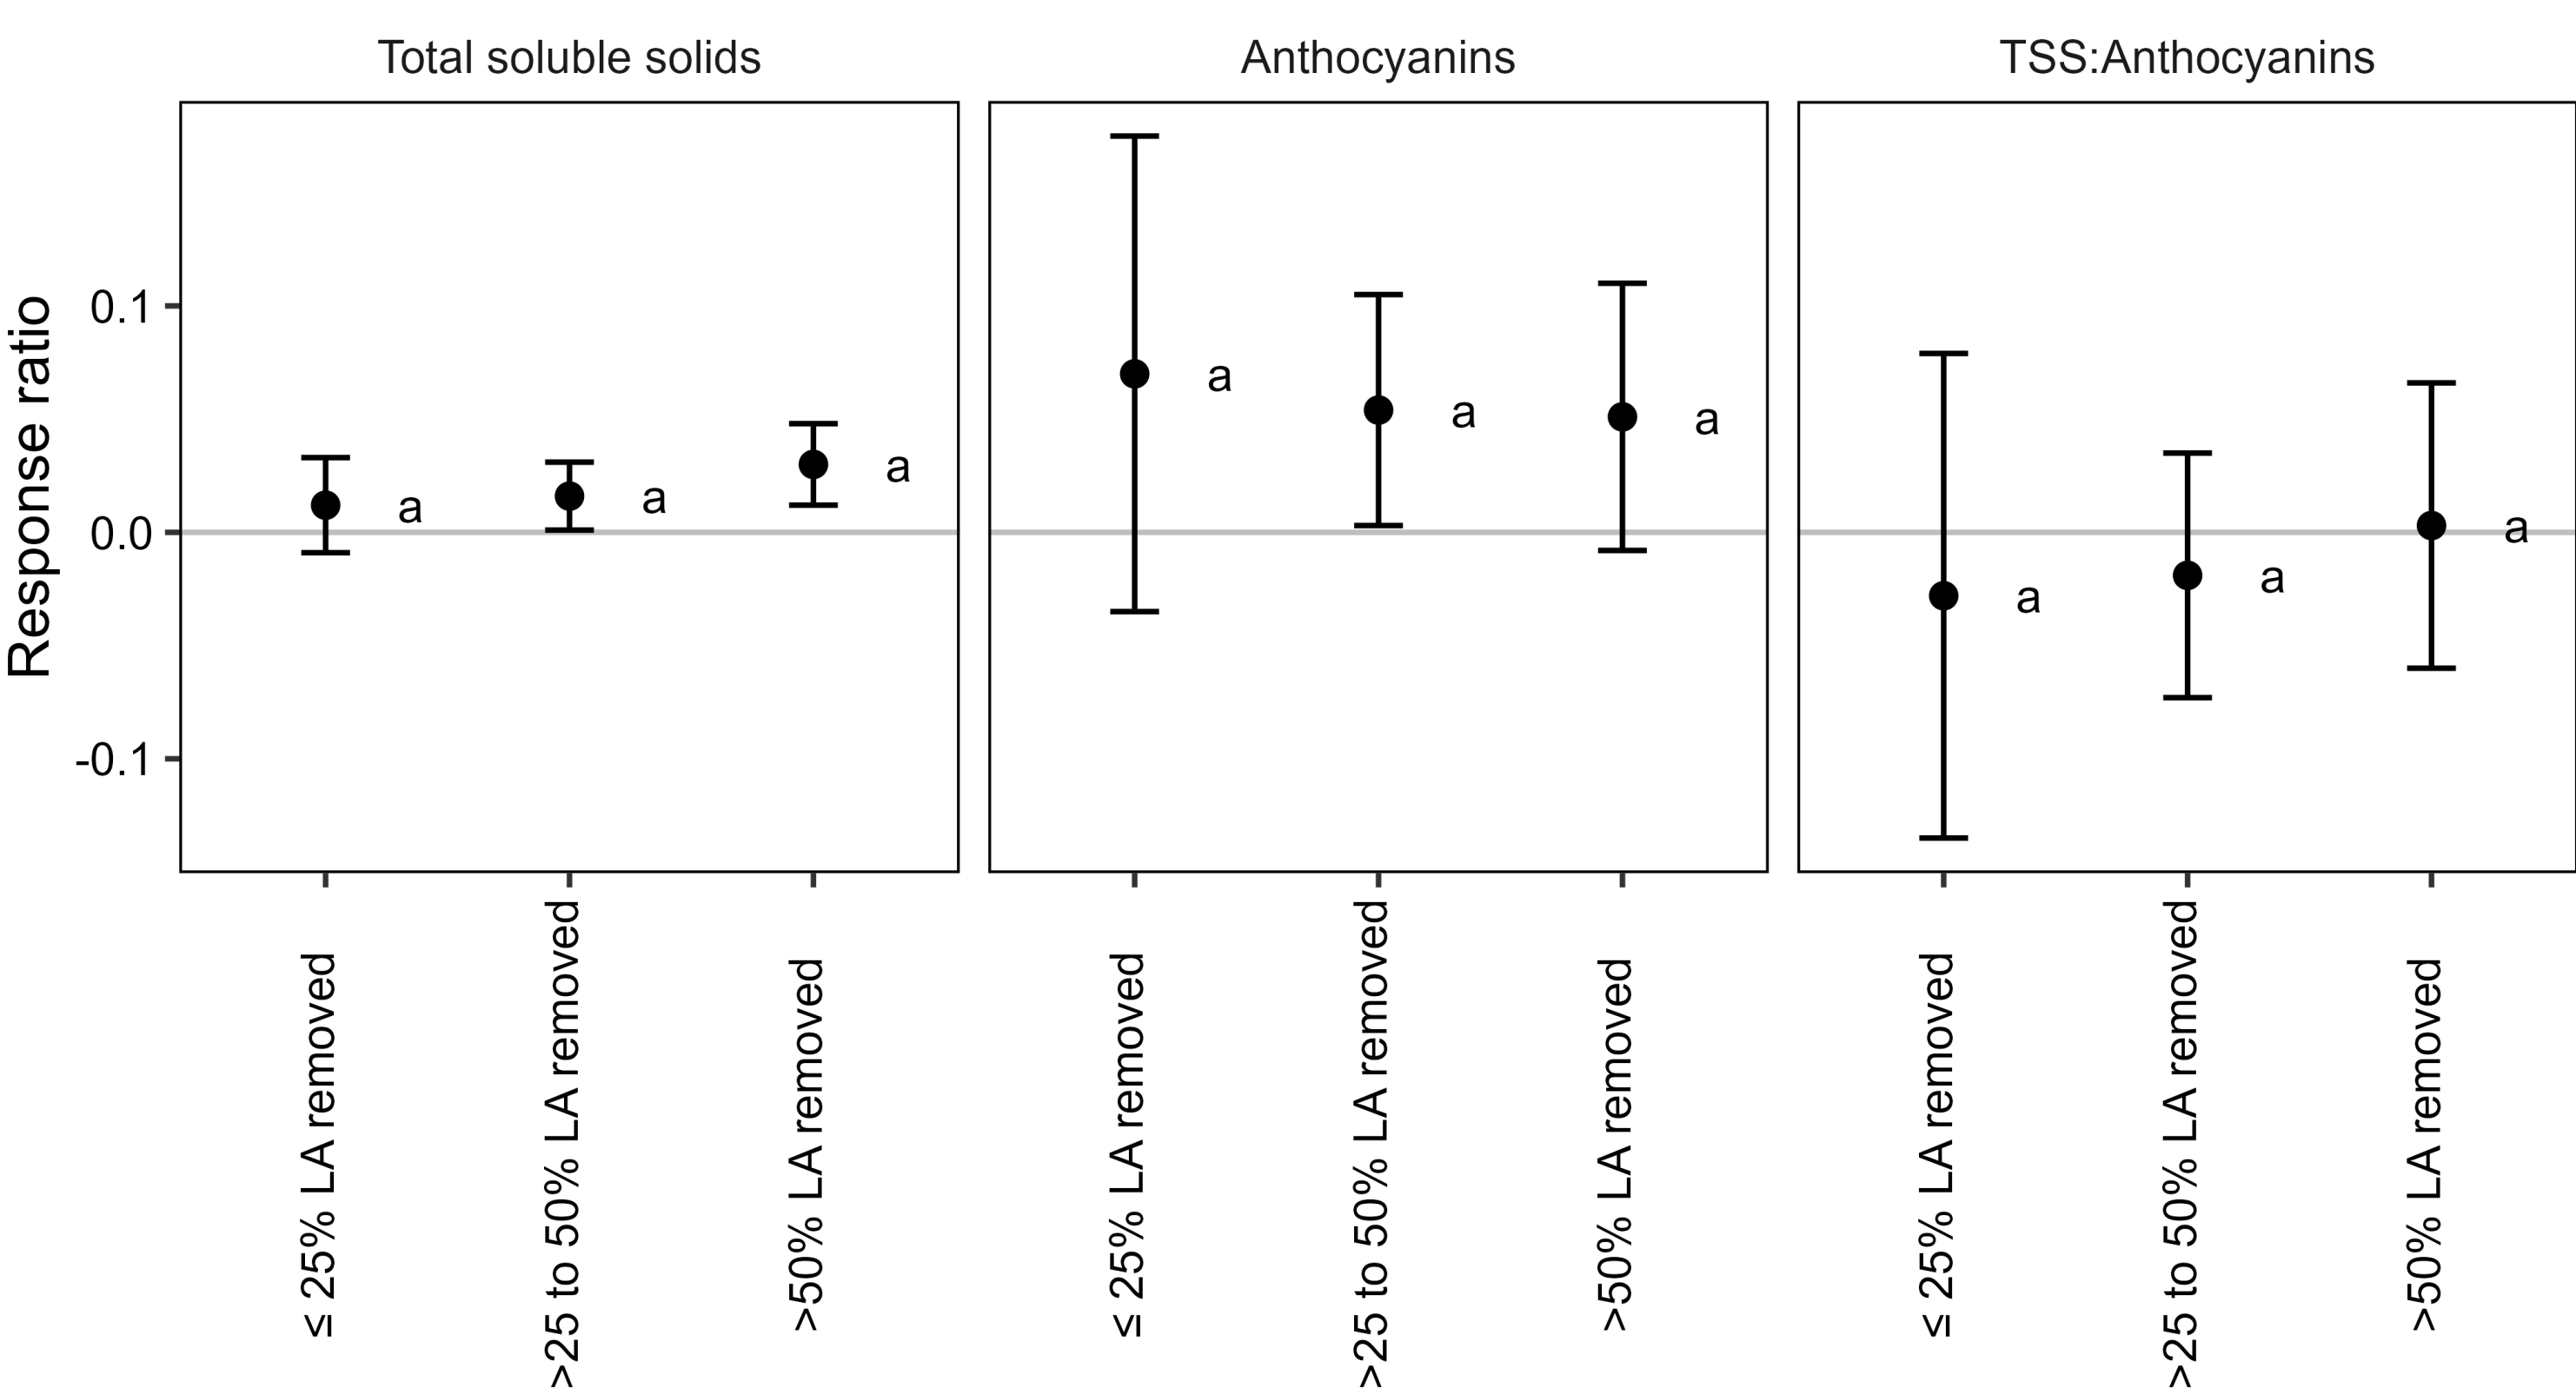 Total soluble solids
Anthocyanins
TSS:Anthocyanins
Response ratio
0.1
0.0
-0.1
a
a
a
a
a
a
a
a
a
≤ 25% LA removed
>25 to 50% LA removed
>50% LA removed
≤ 25% LA removed
>25 to 50% LA removed
>50% LA removed
≤ 25% LA removed
>25 to 50% LA removed
>50% LA removed